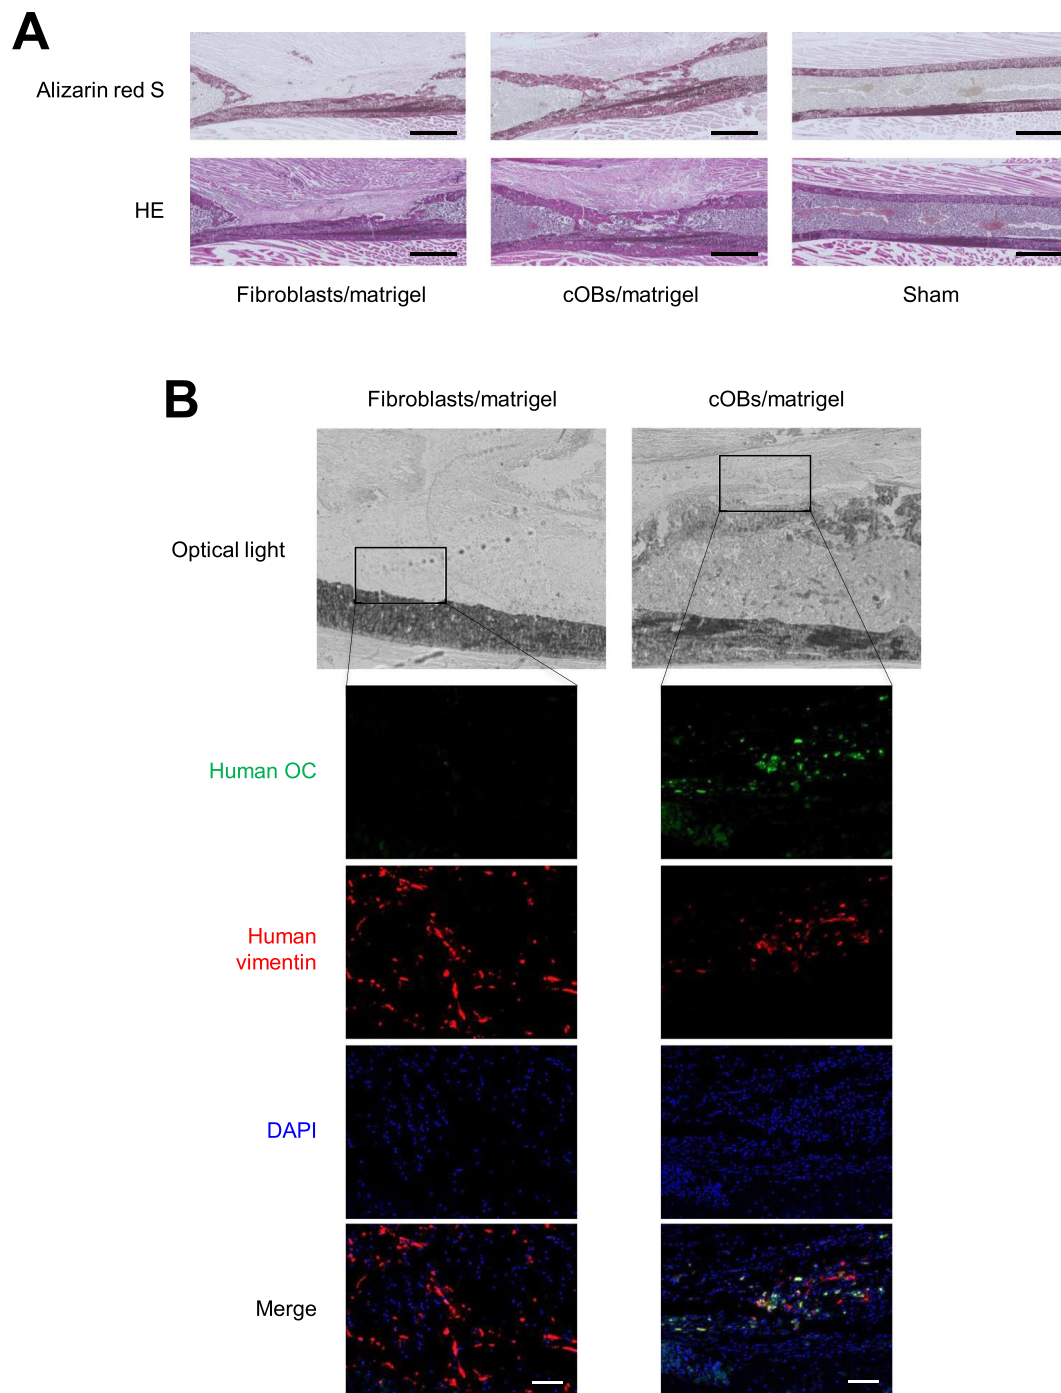 A
Alizarin red S
HE
Fibroblasts/matrigel
cOBs/matrigel
Sham
B
Fibroblasts/matrigel
cOBs/matrigel
Optical light
Human OC
Human
vimentin
DAPI
Merge